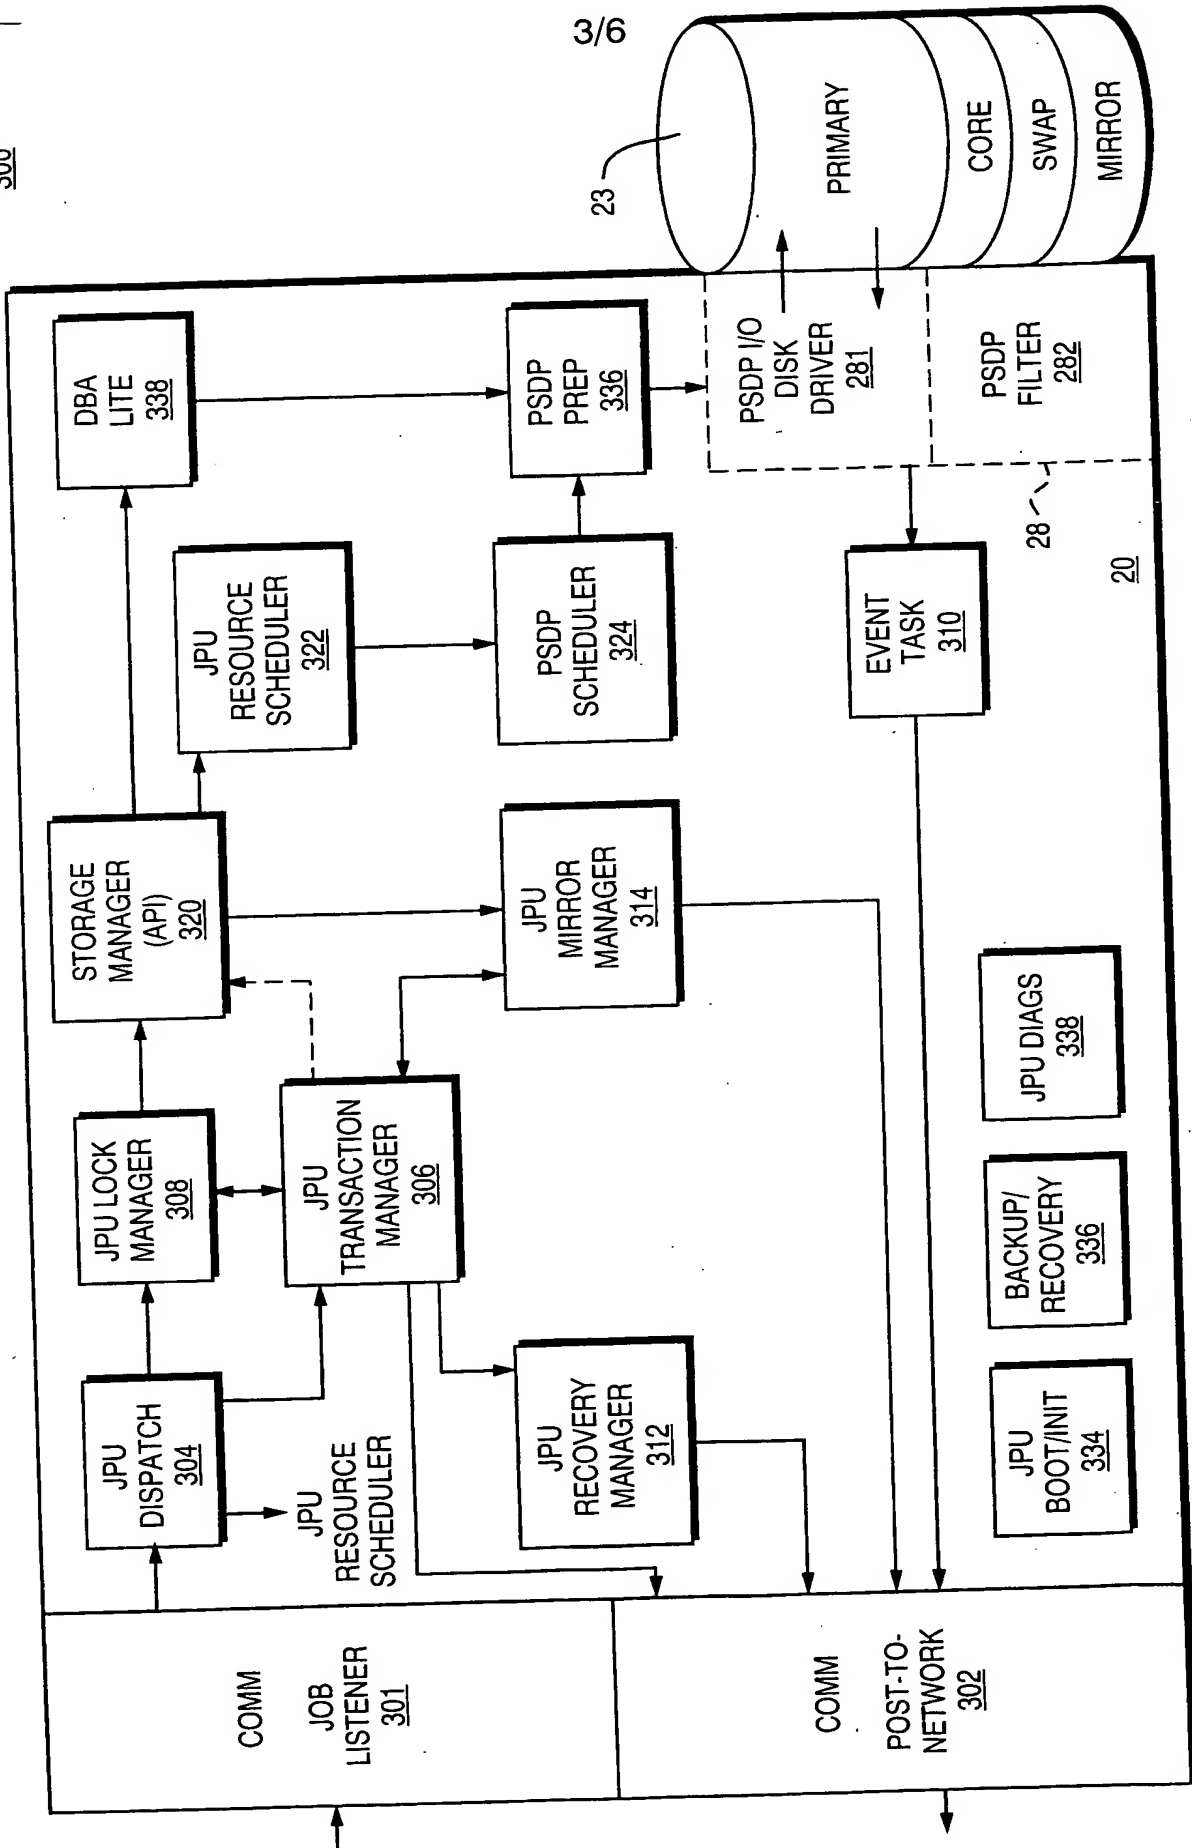 3/6
300
COMM
JOB
LISTENER
301
COMM
POST-TO-
NETWORK
302
JPU
DISPATCH
304
JPU
RESOURCE
SCHEDULER
JPU LOCK
MANAGER
308
JPU
TRANSACTION
MANAGER
306
JPU
RECOVERY
MANAGER
312
STORAGE
MANAGER
(API)
320
JPU
MIRROR
MANAGER
314
JPU
RESOURCE
SCHEDULER
322
PSDP
SCHEDULER
324
DBA
LITE
338
PSDP
PREP
336
PSDP I/O
DISK
DRIVER
281
PSDP
FILTER
282
28
20
EVENT
TASK
310
JPU
BOOT/INIT
334
BACKUP/
RECOVERY
336
JPU DIAGS
338
23
PRIMARY
CORE
SWAP
MIRROR